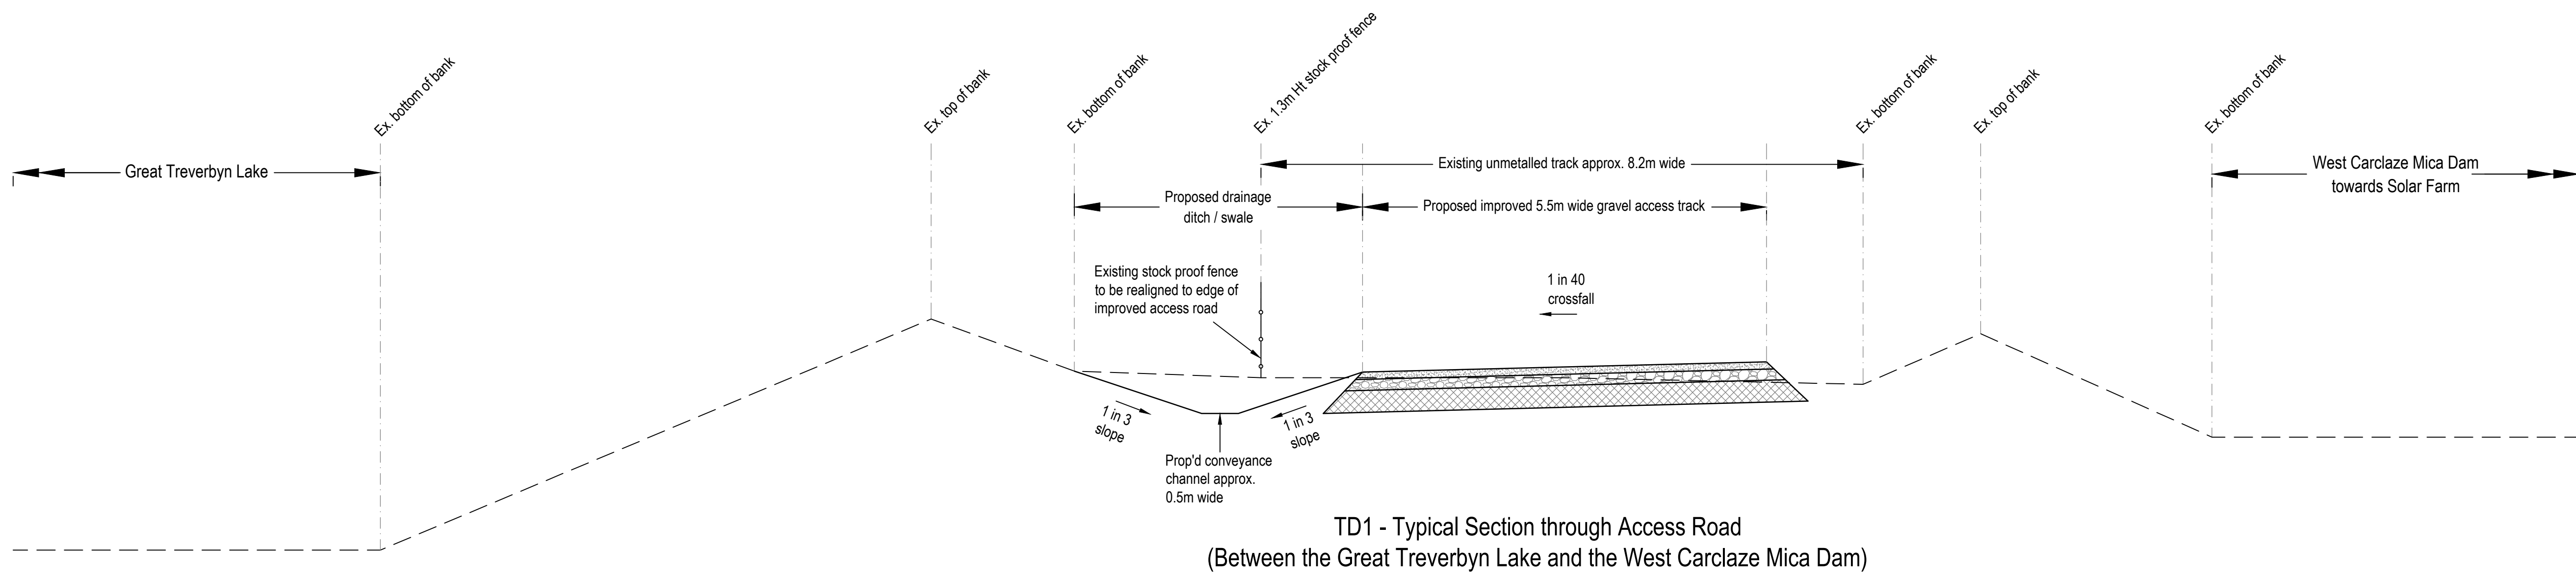 Ex. bottom of bank
Ex. top of bank
Ex. bottom of bank
Ex. 1.3m Ht stock proof fence
Ex. bottom of bank
Ex. top of bank
Ex. bottom of bank
Great Treverbyn Lake
Existing unmetalled track approx. 8.2m wide
West Carclaze Mica Dam
towards Solar Farm
Proposed drainage
ditch / swale
Proposed improved 5.5m wide gravel access track
Existing stock proof fence
to be realigned to edge of
improved access road
1 in 40
crossfall
1 in 3
slope
1 in 3
slope
Prop'd conveyance
channel approx.
0.5m wide
TD1 - Typical Section through Access Road
(Between the Great Treverbyn Lake and the West Carclaze Mica Dam)